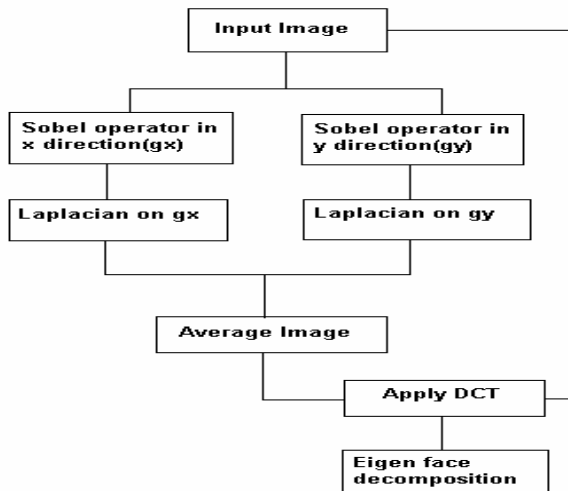 Input Image
Sobel operator in
x direction(gx)
Sobel operator in
y direction(gy)
Laplacian on gx
Laplacian on gy
Average Image
Apply DCT
Eigen face
decomposition